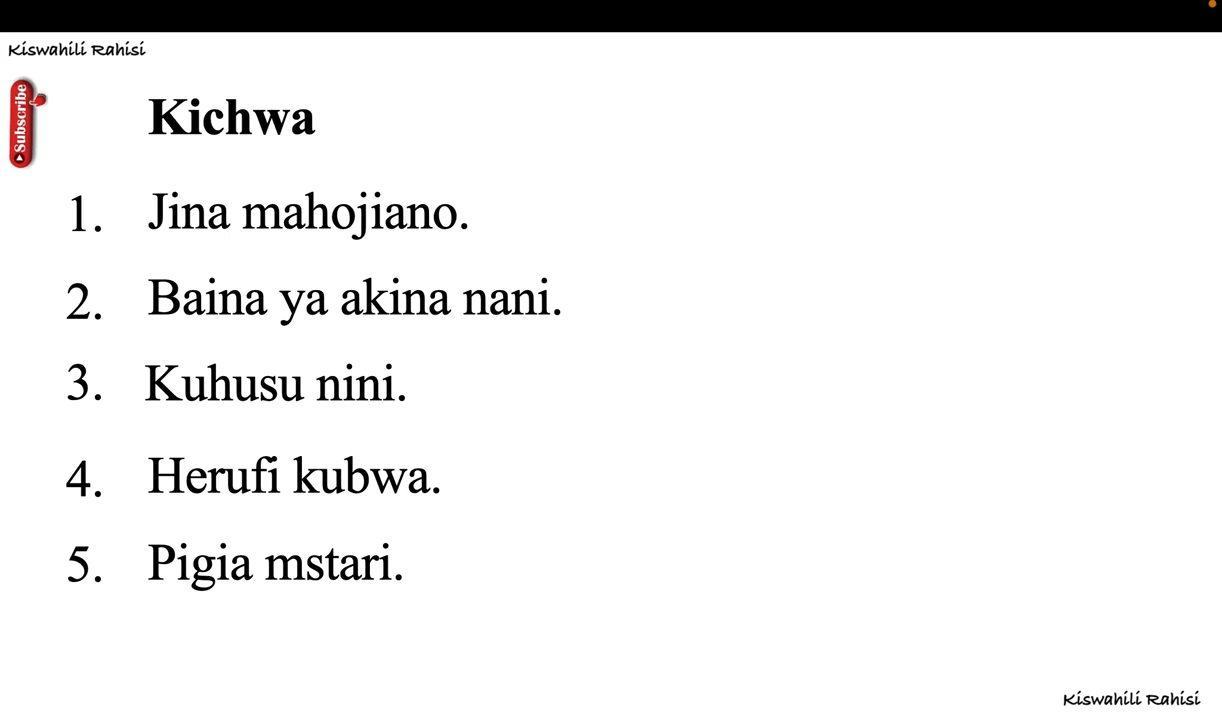 Kiswahili Rahisi
Subscribe
Kichwa
1. Jina mahojiano.
2. Baina ya akina nani.
3. Kuhusu nini.
4. Herufi kubwa.
5. Pigia mstari.
Kiswahili Rahisi